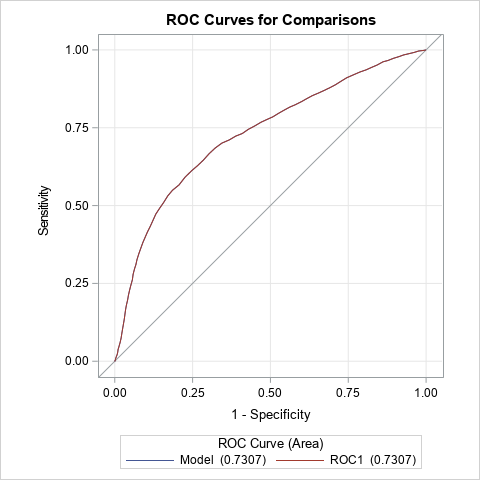 ROC Curves for Comparisons
1.00
0.75
0.50
0.25
0.00
Sensitivity
0.00 0.25 0.50 0.75 1.00
1 - Specificity
ROC Curve (Area)
Model (0.7307) ROC1 (0.7307)